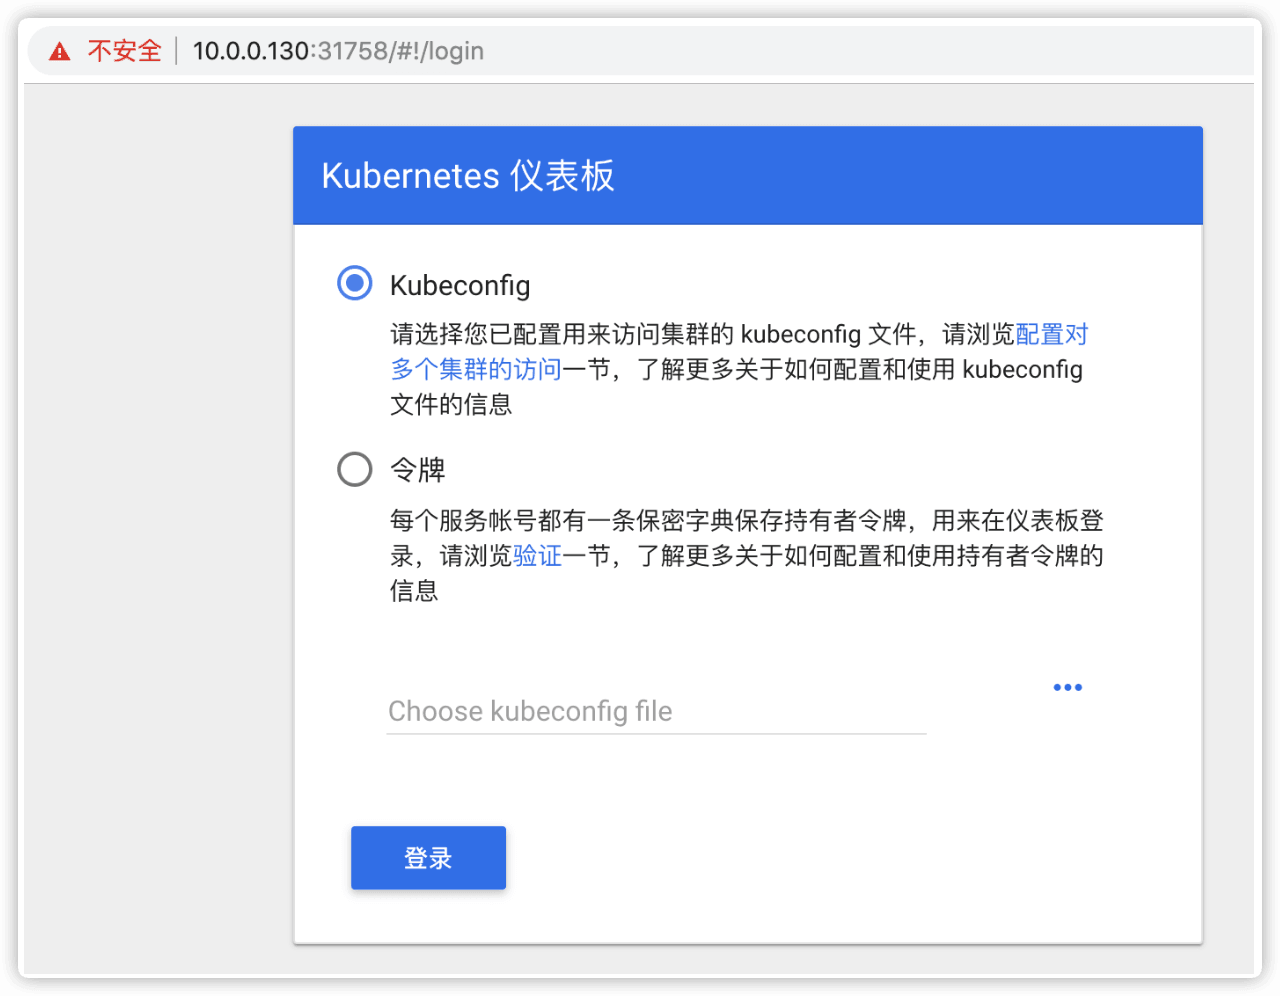 不安全 10.0.0.130:31758/#!/login
Kubernetes 仪表板
Kubeconfig
请选择您已配置用来访问集群的 kubeconfig 文件，请浏览配置对
多个集群的访问一节，了解更多关于如何配置和使用 kubeconfig
文件的信息
令牌
每个服务帐号都有一条保密字典保存持有者令牌，用来在仪表板登
录，请浏览验证一节，了解更多关于如何配置和使用持有者令牌的
信息
Choose kubeconfig file
登录